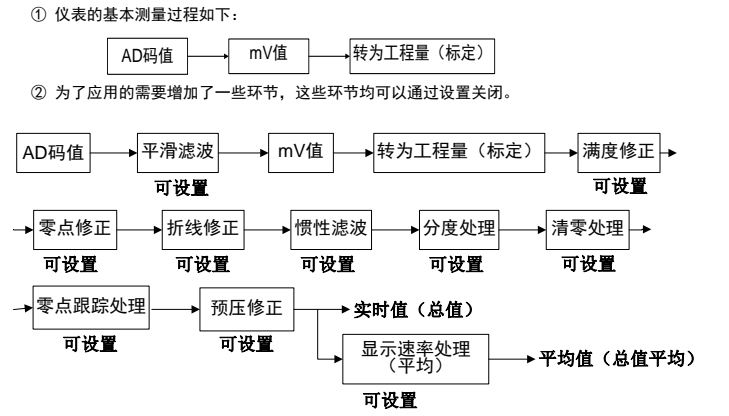 ① 仪表的基本测量过程如下：
AD码值
mV值
转为工程量（标定）
② 为了应用的需要增加了一些环节，这些环节均可以通过设置关闭。
AD码值
平滑滤波
mV值
转为工程量（标定）
满度修正
可设置
可设置
零点修正
折线修正
惯性滤波
分度处理
清零处理
可设置
可设置
可设置
可设置
可设置
零点跟踪处理
预压修正
实时值（总值）
可设置
可设置
显示速率处理
（平均）
平均值（总值平均）
可设置